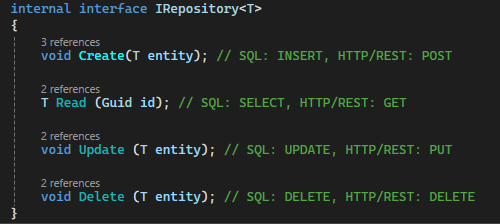 internal interface IRepository<T>
{
3 references
void Create(T entity); // SQL: INSERT, HTTP/REST: POST
2 references
T Read (Guid id); // SQL: SELECT, HTTP/REST: GET
2 references
void Update (T entity); // SQL: UPDATE, HTTP/REST: PUT
2 references
void Delete (T entity); // SQL: DELETE, HTTP/REST: DELETE
}